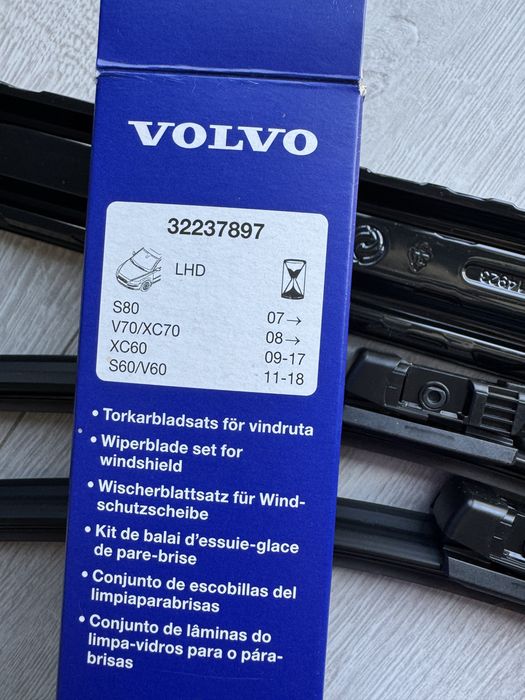 VOLVO
32237897
LHD
S80 07→
V70/XC70 08→
XC60 09-17
S60/V60 11-18
• Torkarbladsats för vindruta
• Wiperblade set for
windshield
• Wischerblattsatz für Wind-
schutzscheibe
• Kit de balai d'essuie-glace
de pare-brise
• Conjunto de escobillas del
limpiaparabrisas
• Conjunto de lâminas do
limpa-vidros para o pára-
brisas